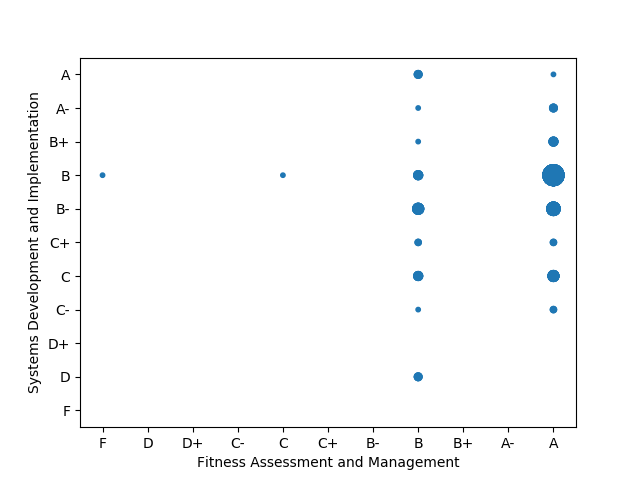 Systems Development and Implementation
A
A-
B+
B
B-
C+
C
C-
D+
D
F
F D D+ C- C C+ B- B B+ A- A
Fitness Assessment and Management